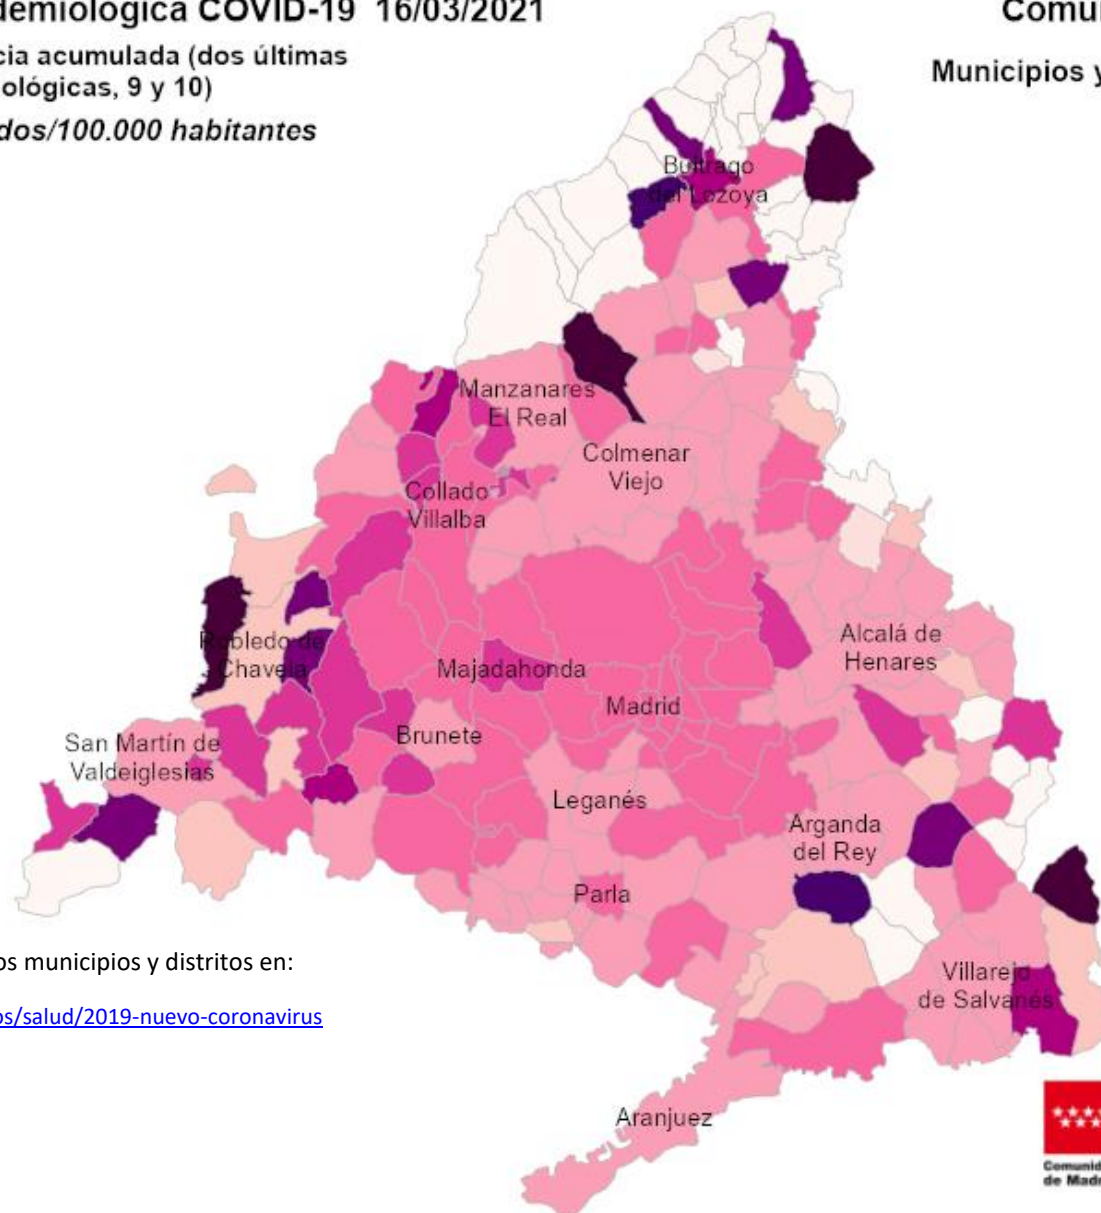 demiológica COVID-19 16/03/2021
Comu
cia acumulada (dos últimas
Municipios y
ológicas, 9 y 10)
dos/100.000 habitantes
Buitrago
del Lozoya
Manzanares
El Real
Colmenar
Viejo
Collado
Villalba
Robledo de
Chavela
Alcalá de
Henares
Majadahonda
Madrid
Brunete
San Martín de
Valdeiglesias
Leganés
Arganda
del Rey
Parla
os municipios y distritos en:
Villarejo
de Salvanés
os/salud/2019-nuevo-coronavirus
Aranjuez
Comunid
de Madr